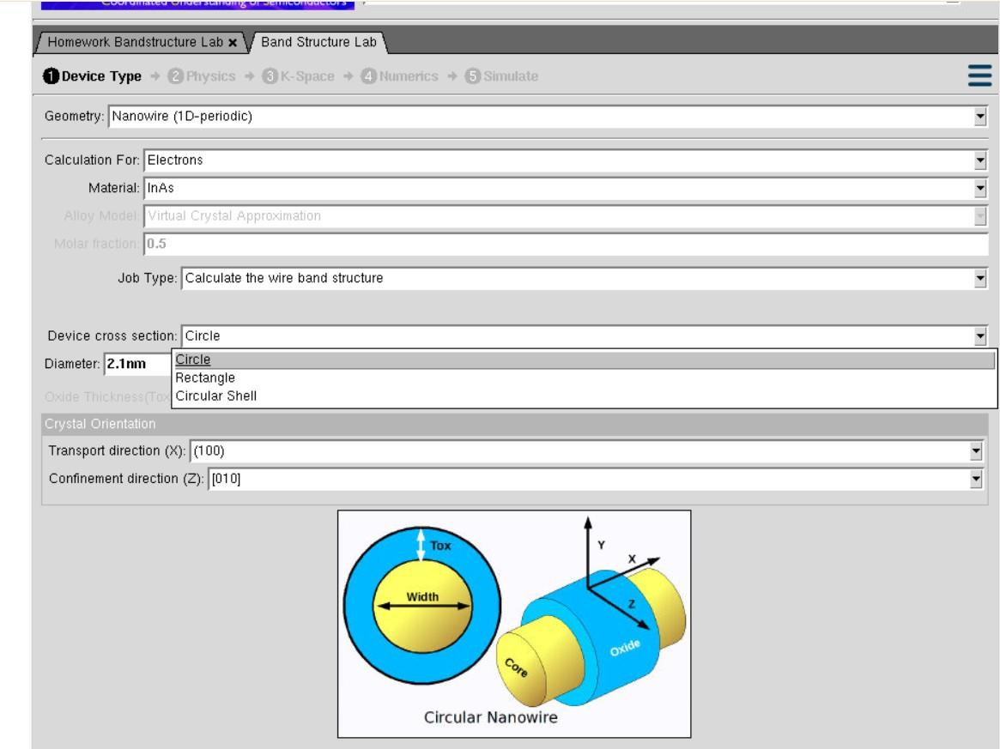 Coordinated Understanding of Semiconductors
Homework Bandstructure Lab × Band Structure Lab
1 Device Type → 2 Physics → 3 K-Space → 4 Numerics → 5 Simulate
Geometry: Nanowire (1D-periodic)
Calculation For: Electrons
Material: InAs
Alloy Model: Virtual Crystal Approximation
Molar fraction: 0.5
Job Type: Calculate the wire band structure
Device cross section: Circle
Diameter: 2.1nm
Circle
Rectangle
Oxide Thickness(Tox
Circular Shell
Crystal Orientation
Transport direction (X): (100)
Confinement direction (Z): [010]
Tox
Width
Y
X
Z
Oxide
Core
Circular Nanowire